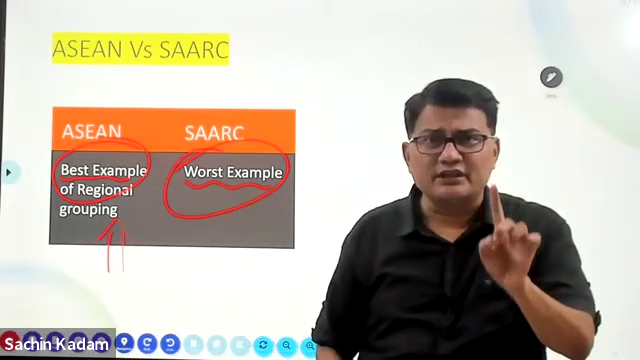 ASEAN Vs SAARC
ASEAN SAARC
Best Example Worst Example
of Regional
grouping
Sachin Kadam